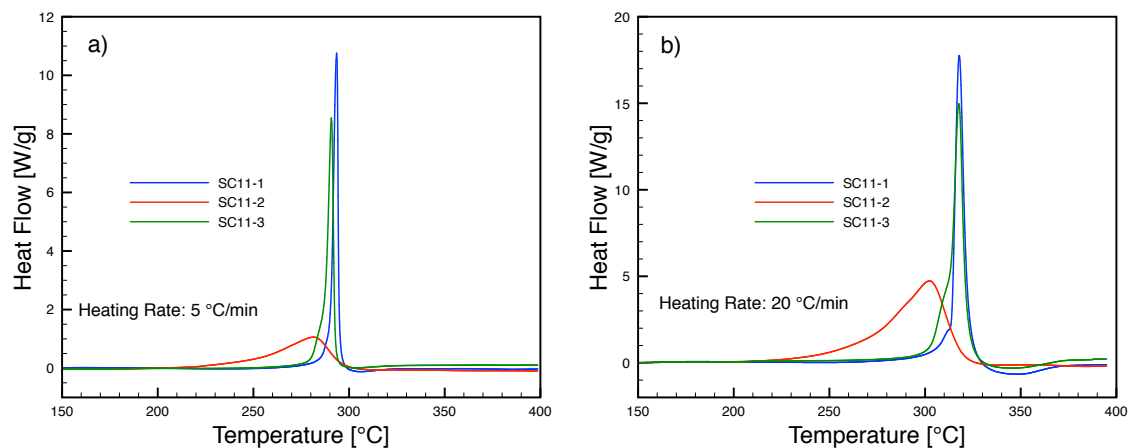 a)
12
10
8
6
4
2
0
Heat Flow [W/g]
SC11-1
SC11-2
SC11-3
Heating Rate: 5 °C/min
150
200
250
300
350
400
Temperature [°C]
b)
20
15
10
5
0
Heat Flow [W/g]
SC11-1
SC11-2
SC11-3
Heating Rate: 20 °C/min
150
200
250
300
350
400
Temperature [°C]